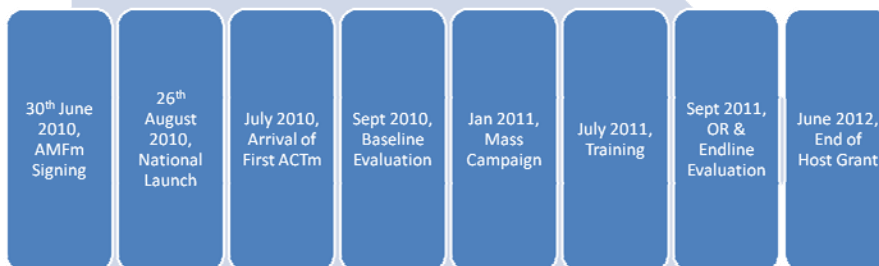 30th June
2010,
AMFm
Signing
26th
August
2010,
National
Launch
July 2010,
Arrival of
First ACTm
Sept 2010,
Baseline
Evaluation
Jan 2011,
Mass
Campaign
July 2011,
Training
Sept 2011,
OR &
Endline
Evaluation
June 2012,
End of
Host Grant